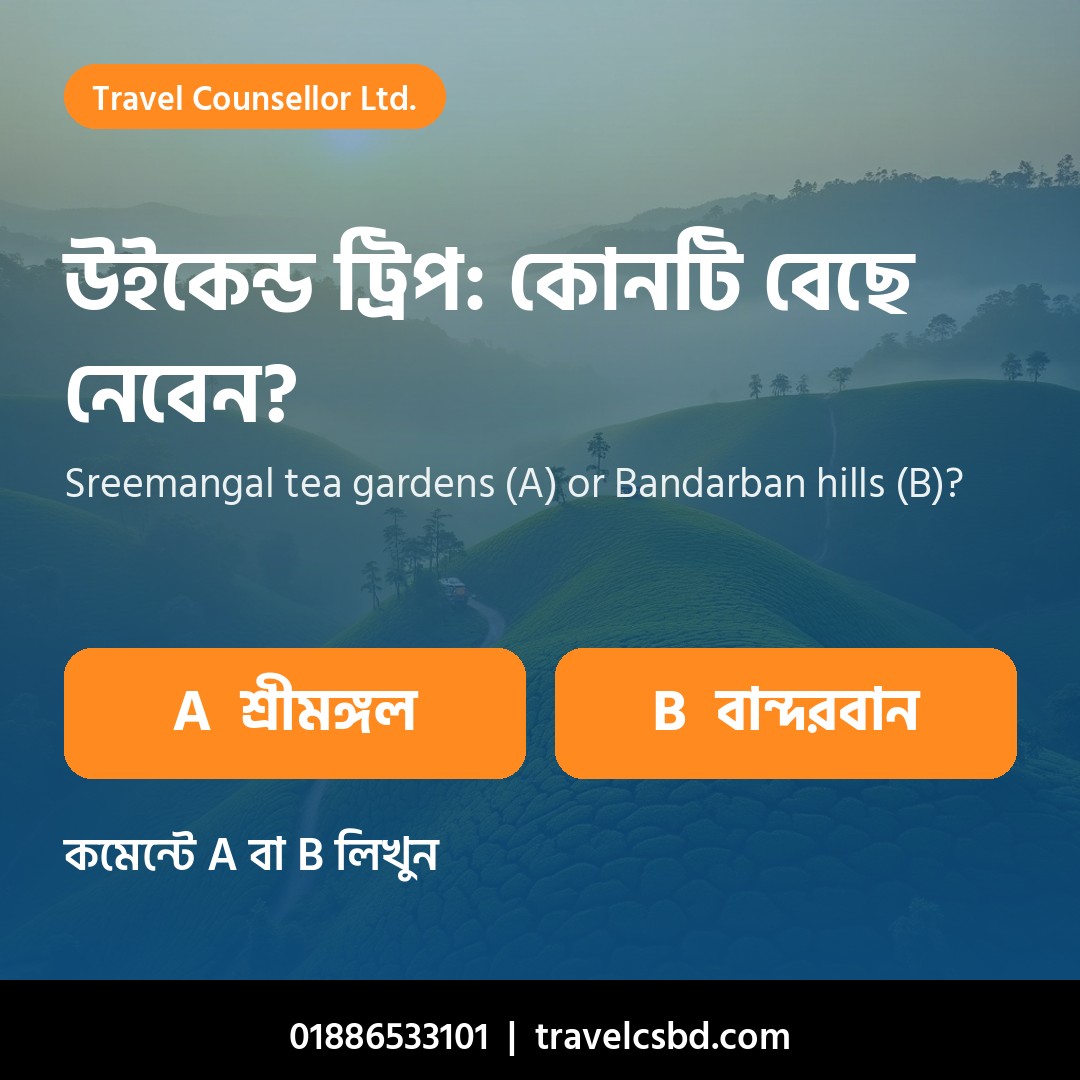 Travel Counsellor Ltd.
উইকেন্ড ট্রিপ: কোনটি বেছে
নেবেন?
Sreemangal tea gardens (A) or Bandarban hills (B)?
A শ্রীমঙ্গল
B বান্দরবান
কমেন্টে A বা B লিখুন
01886533101 | travelcsbd.com